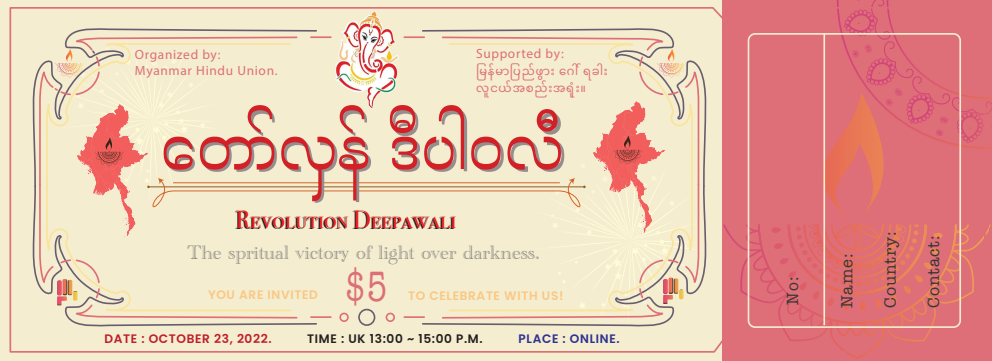 Organized by:
Myanmar Hindu Union.
Supported by:
မြန်မာပြည်ဖွား ဂေါ်ရခါး
လူငယ်အစည်းအရုံး။
တော်လှန် ဒီပါဝလီ
Revolution Deepawali
The spritual victory of light over darkness.
YOU ARE INVITED $5 TO CELEBRATE WITH US!
DATE : OCTOBER 23, 2022. TIME : UK 13:00 ~ 15:00 P.M. PLACE : ONLINE.
No:
Name:
Country:
Contact: